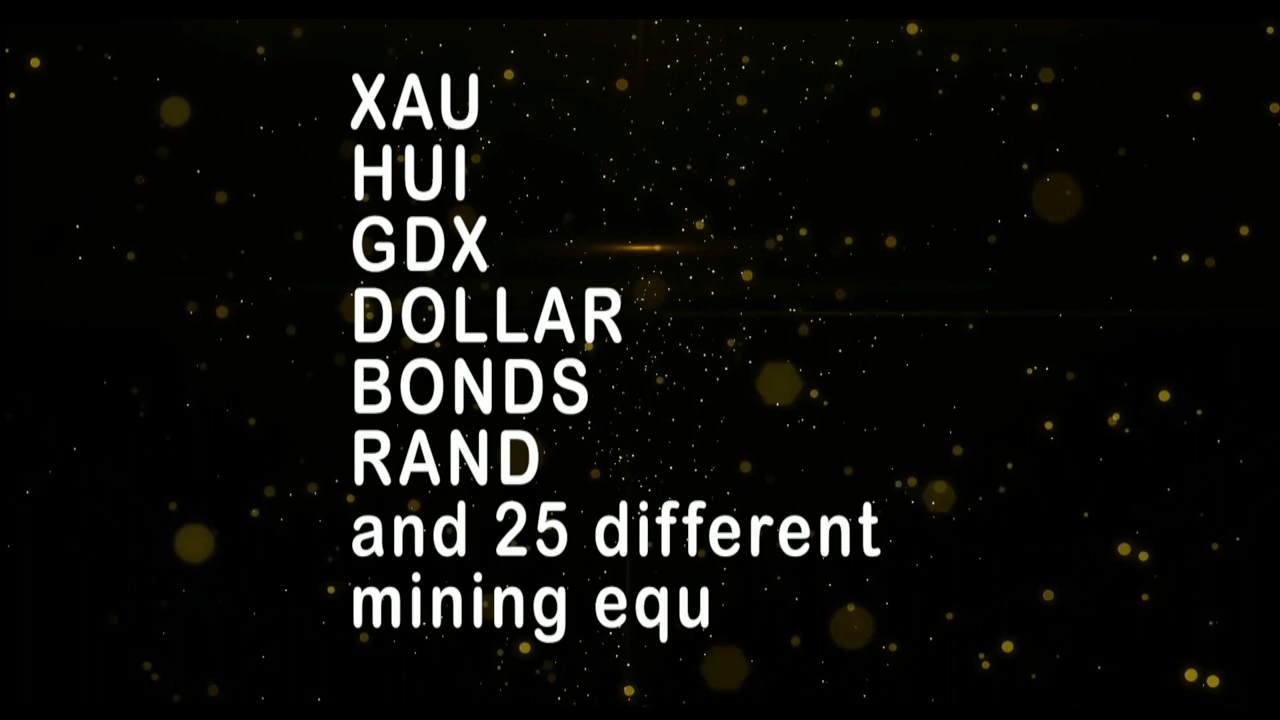 XAU
HUI
GDX
DOLLAR
BONDS
RAND
and 25 different
mining equ